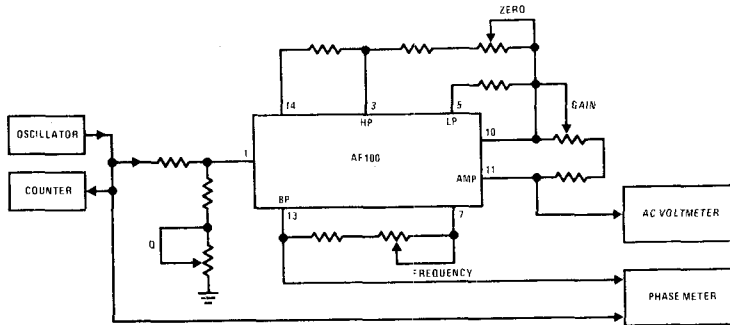 ZERO
14
3
5
GAIN
HP
LP
OSCILLATOR
1
10
AF100
COUNTER
AMP
11
BP
13
7
AC VOLTMETER
Q
FREQUENCY
PHASE METER